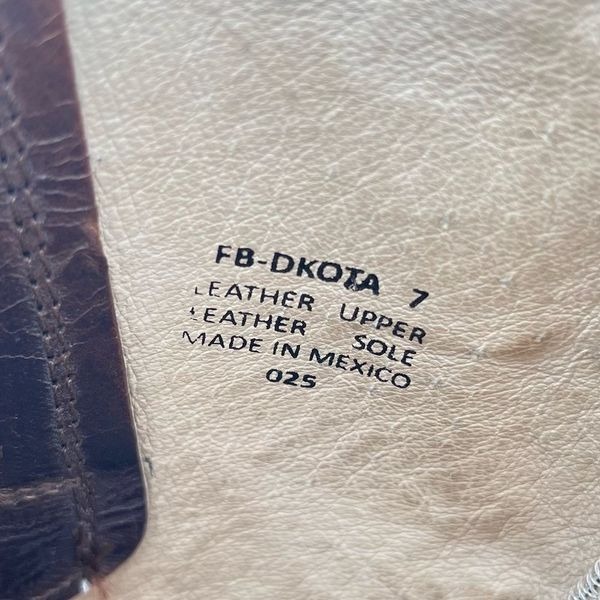 FB-DKOTA 7
LEATHER UPPER
LEATHER SOLE
MADE IN MEXICO
025